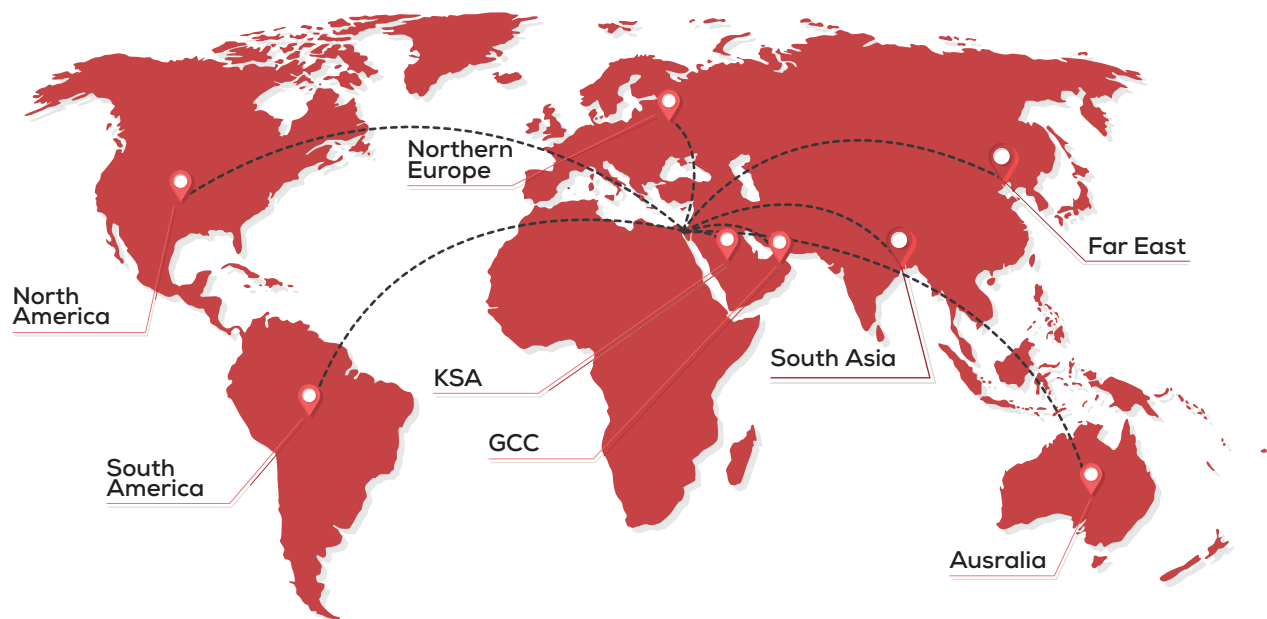 Northern
Europe
Far East
North
America
South Asia
KSA
GCC
South
America
Ausralia